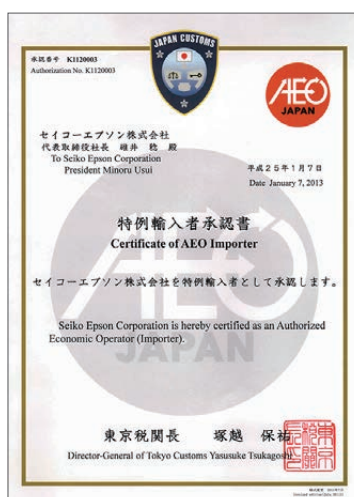 JAPAN CUSTOMS
承認番号 K1120003
Authorization No. K1120003
AEO
JAPAN
セイコーエプソン株式会社
代表取締役社長 碓井 稔 殿
To Seiko Epson Corporation
President Minoru Usui
平成25年1月7日
Date January 7, 2013
特例輸入者承認書
Certificate of AEO Importer
セイコーエプソン株式会社を特例輸入者として承認します。
Seiko Epson Corporation is hereby certified as an Authorized
Economic Operator (Importer).
AEO
JAPAN
東京税関長 塚越 保祐
Director-General of Tokyo Customs Yasusuke Tsukagoshi